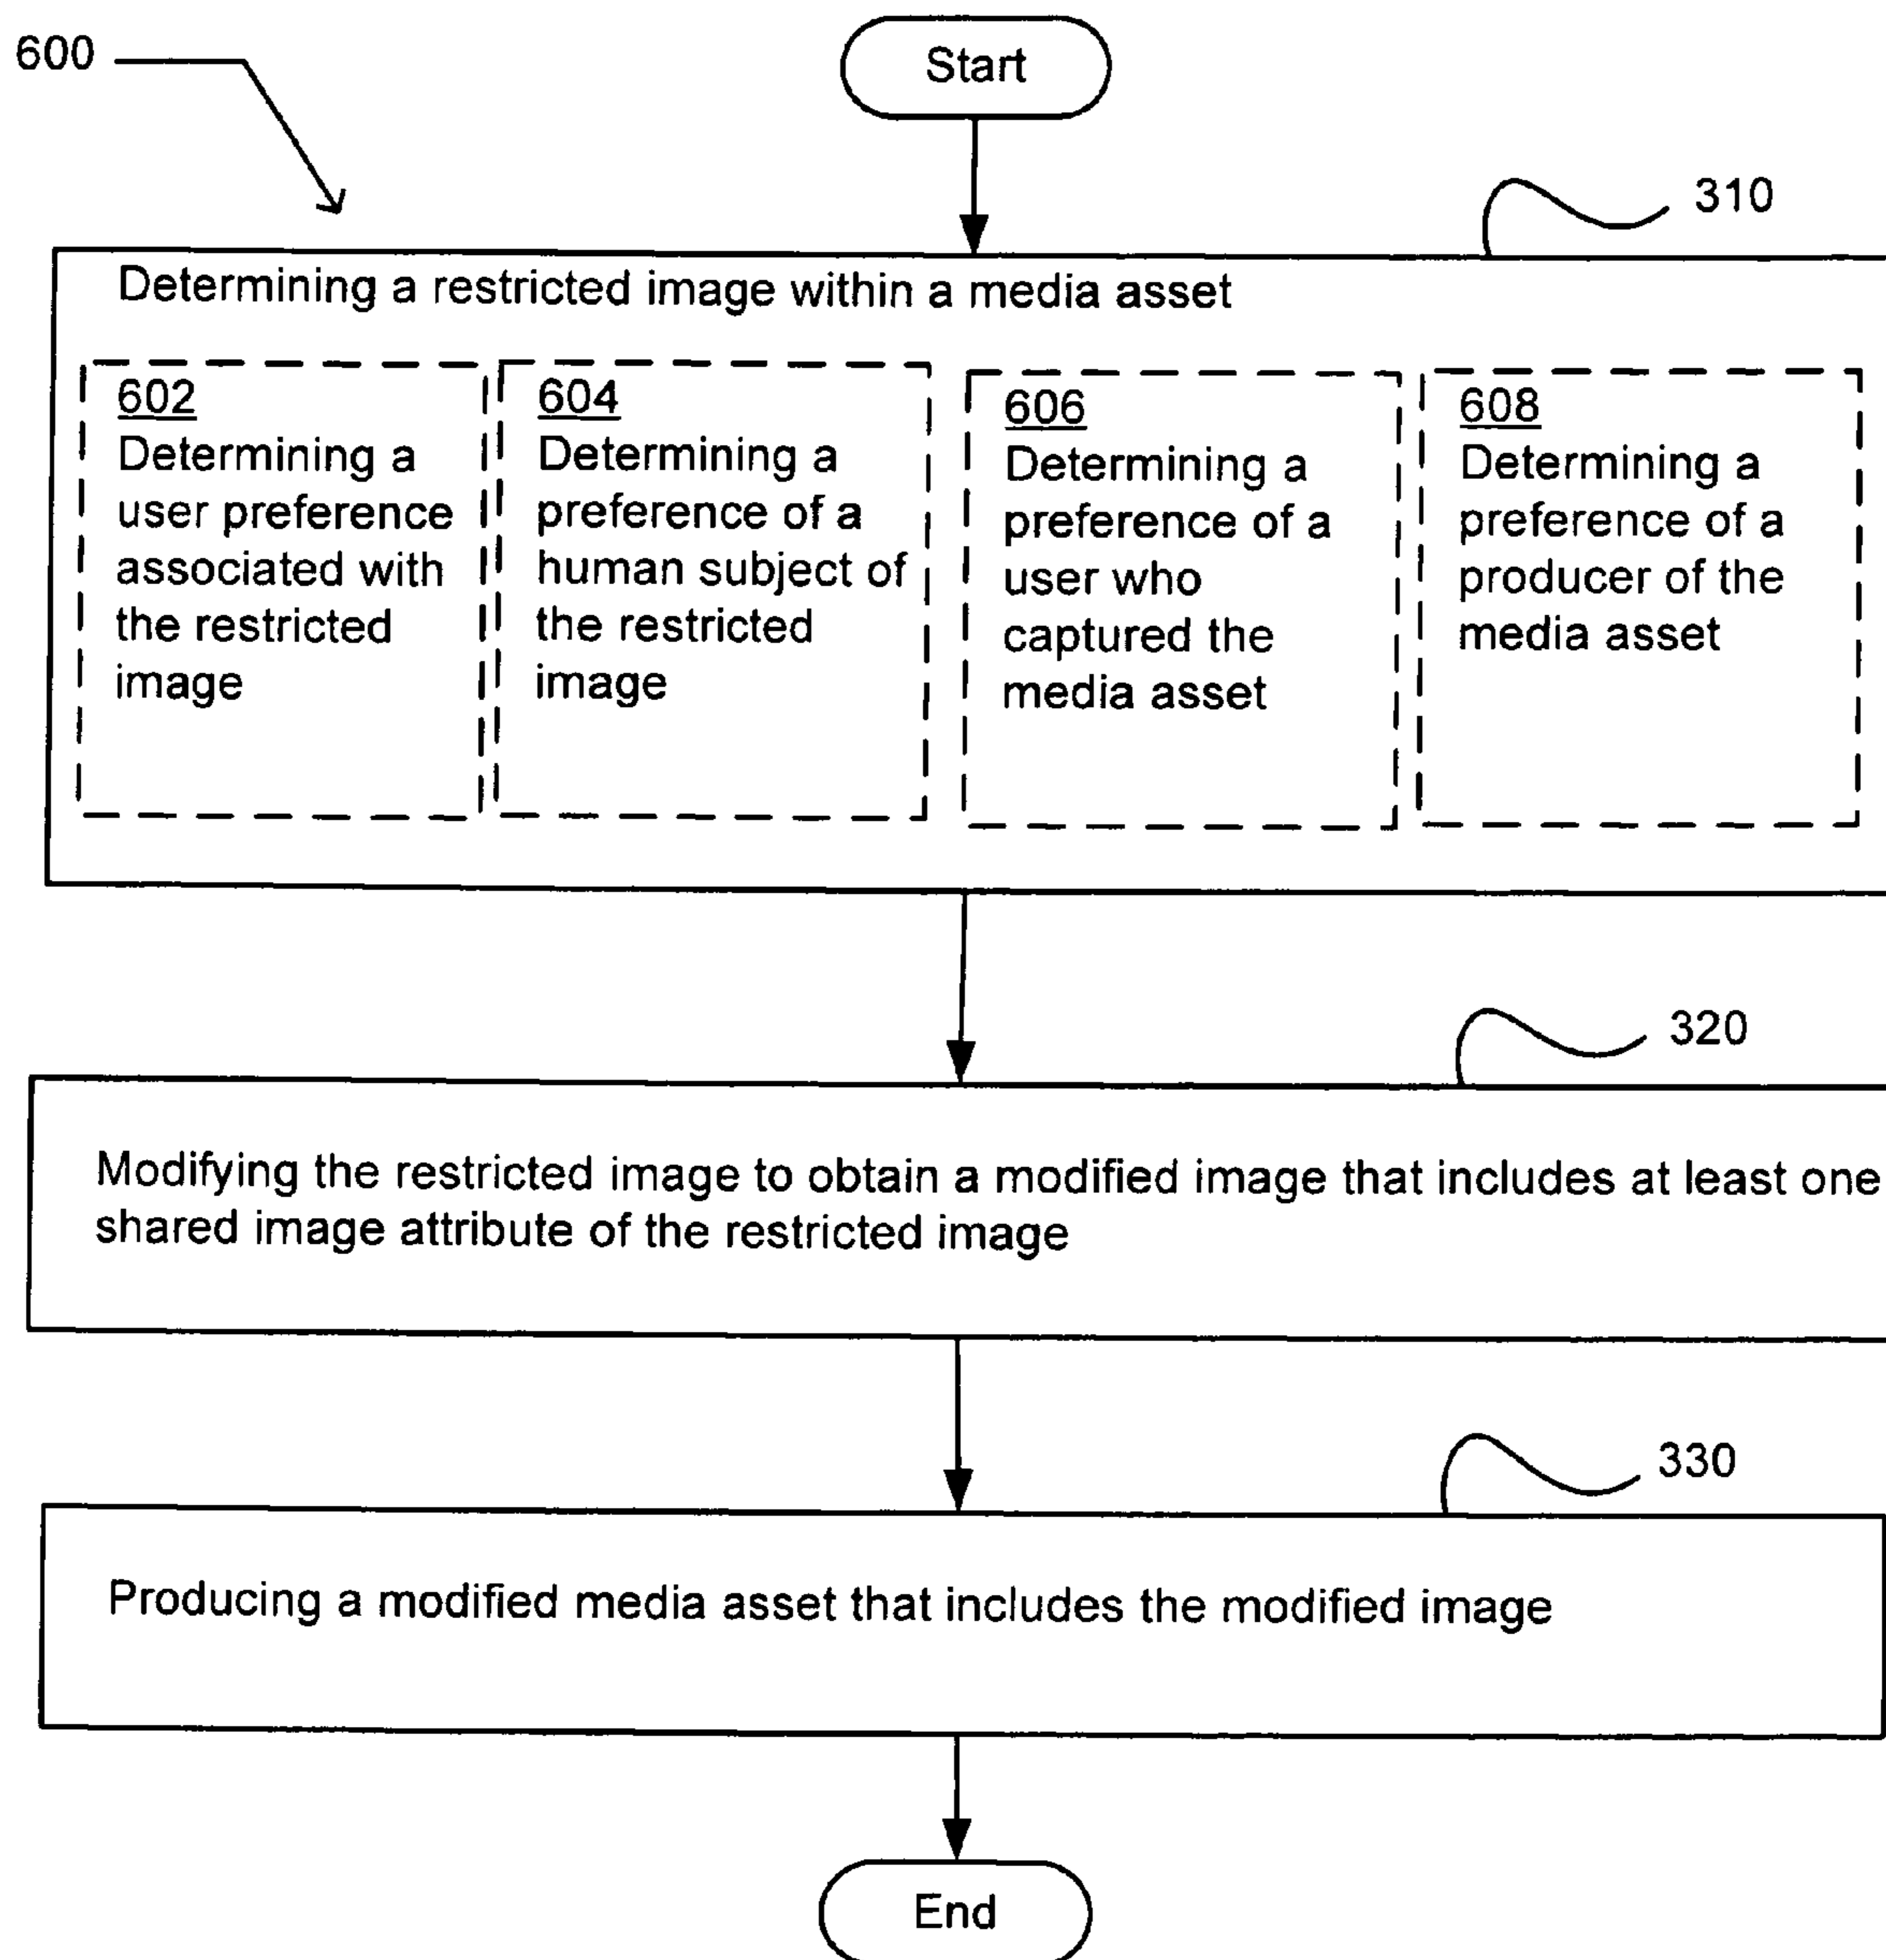 600
Start
310
Determining a restricted image within a media asset
602
Determining a
user preference
associated with
the restricted
image
604
Determining a
preference of a
human subject of
the restricted
image
606
Determining a
preference of a
user who
captured the
media asset
608
Determining a
preference of a
producer of the
media asset
320
Modifying the restricted image to obtain a modified image that includes at least one
shared image attribute of the restricted image
330
Producing a modified media asset that includes the modified image
End